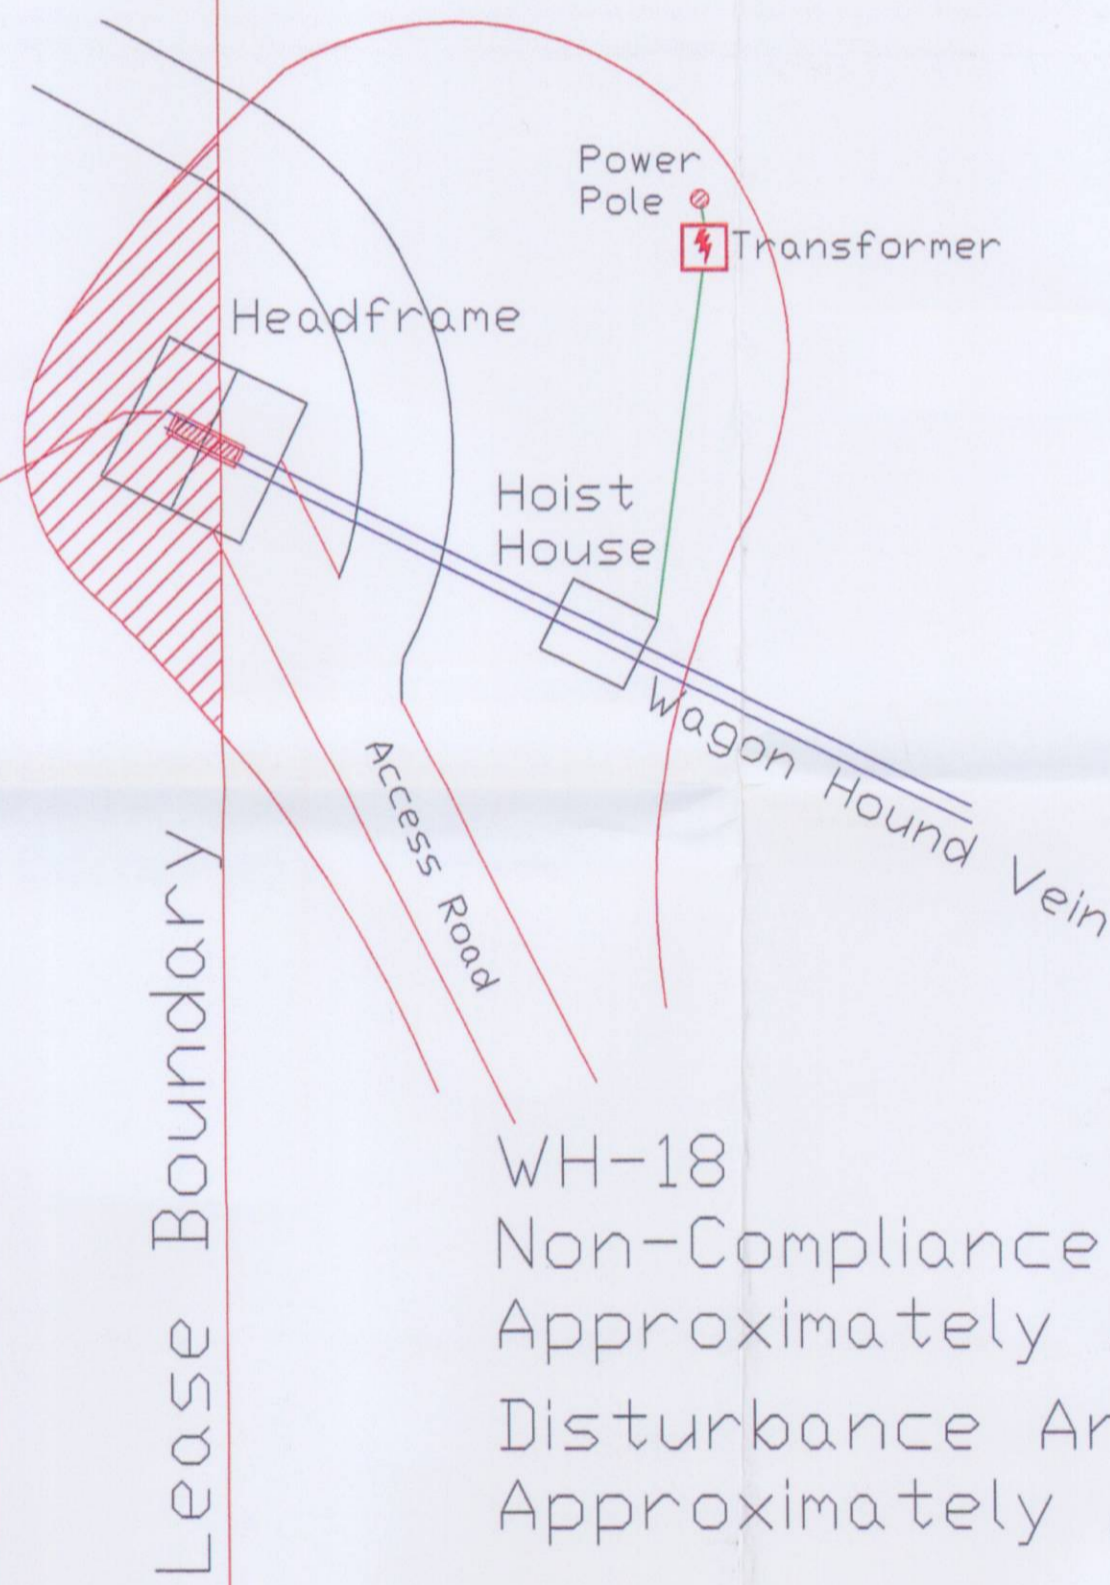 Power
Pole
Transformer
Headframe
Hoist
House
Wagon Hound Vein
Access Road
Lease Boundary
WH-18
Non-Compliance
Approximately
Disturbance Ar
Approximately